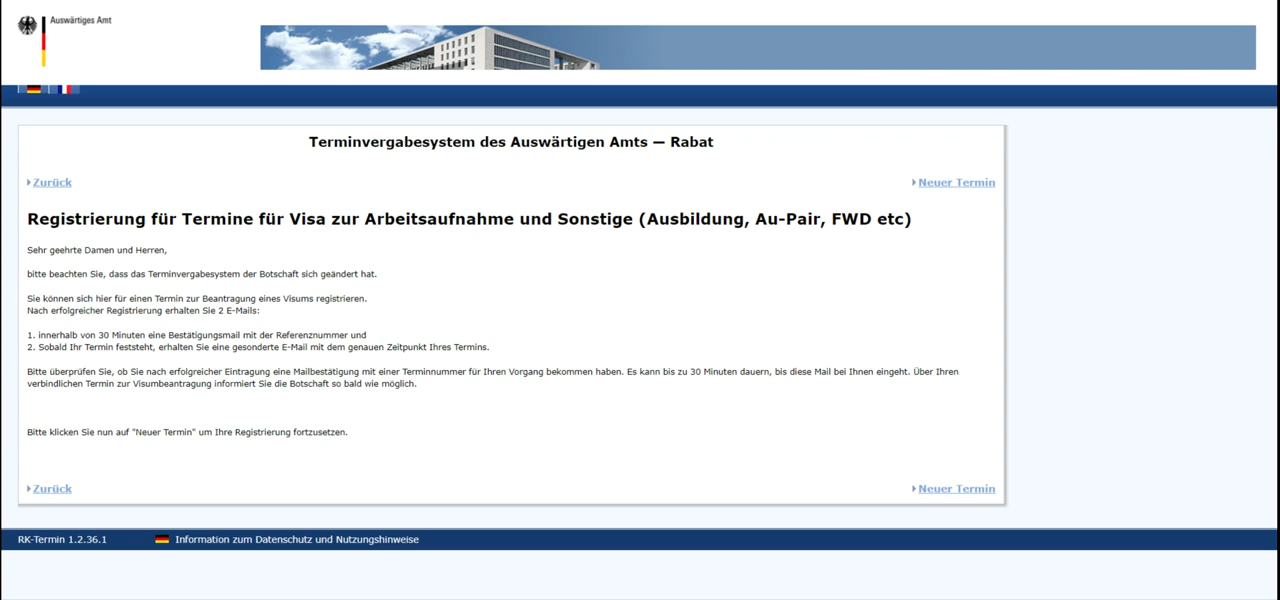 Auswärtiges Amt
Terminvergabesystem des Auswärtigen Amts — Rabat
Zurück
Neuer Termin
Registrierung für Termine für Visa zur Arbeitsaufnahme und Sonstige (Ausbildung, Au-Pair, FWD etc)
Sehr geehrte Damen und Herren,
bitte beachten Sie, dass das Terminvergabesystem der Botschaft sich geändert hat.
Sie können sich hier für einen Termin zur Beantragung eines Visums registrieren.
Nach erfolgreicher Registrierung erhalten Sie 2 E-Mails:
1. innerhalb von 30 Minuten eine Bestätigungsmail mit der Referenznummer und
2. Sobald Ihr Termin feststeht, erhalten Sie eine gesonderte E-Mail mit dem genauen Zeitpunkt Ihres Termins.
Bitte überprüfen Sie, ob Sie nach erfolgreicher Eintragung eine Mailbestätigung mit einer Terminnummer für Ihren Vorgang bekommen haben. Es kann bis zu 30 Minuten dauern, bis diese Mail bei Ihnen eingeht. Über Ihren
verbindlichen Termin zur Visumbeantragung informiert Sie die Botschaft so bald wie möglich.
Bitte klicken Sie nun auf "Neuer Termin" um Ihre Registrierung fortzusetzen.
Zurück
Neuer Termin
RK-Termin 1.2.36.1
Information zum Datenschutz und Nutzungshinweise